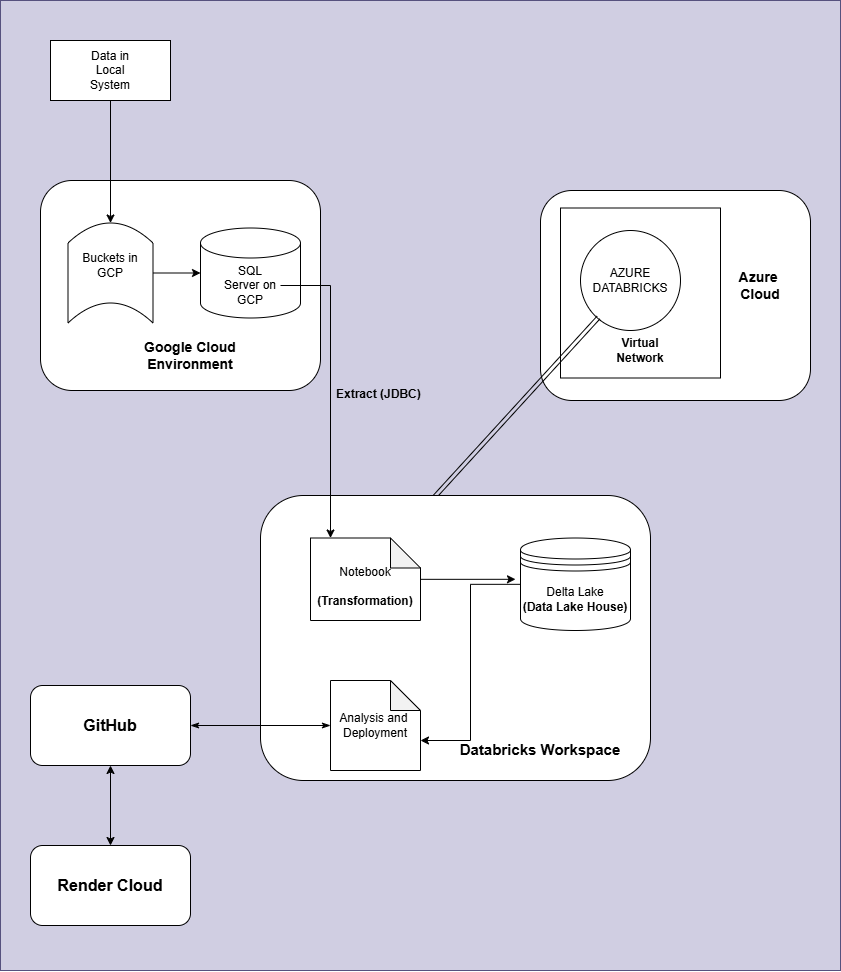 Data in
Local
System
Buckets in
GCP
SQL
Server on
GCP
Google Cloud
Environment
AZURE
DATABRICKS
Virtual
Network
Azure
Cloud
Extract (JDBC)
Notebook
(Transformation)
Delta Lake
(Data Lake House)
Analysis and
Deployment
Databricks Workspace
GitHub
Render Cloud